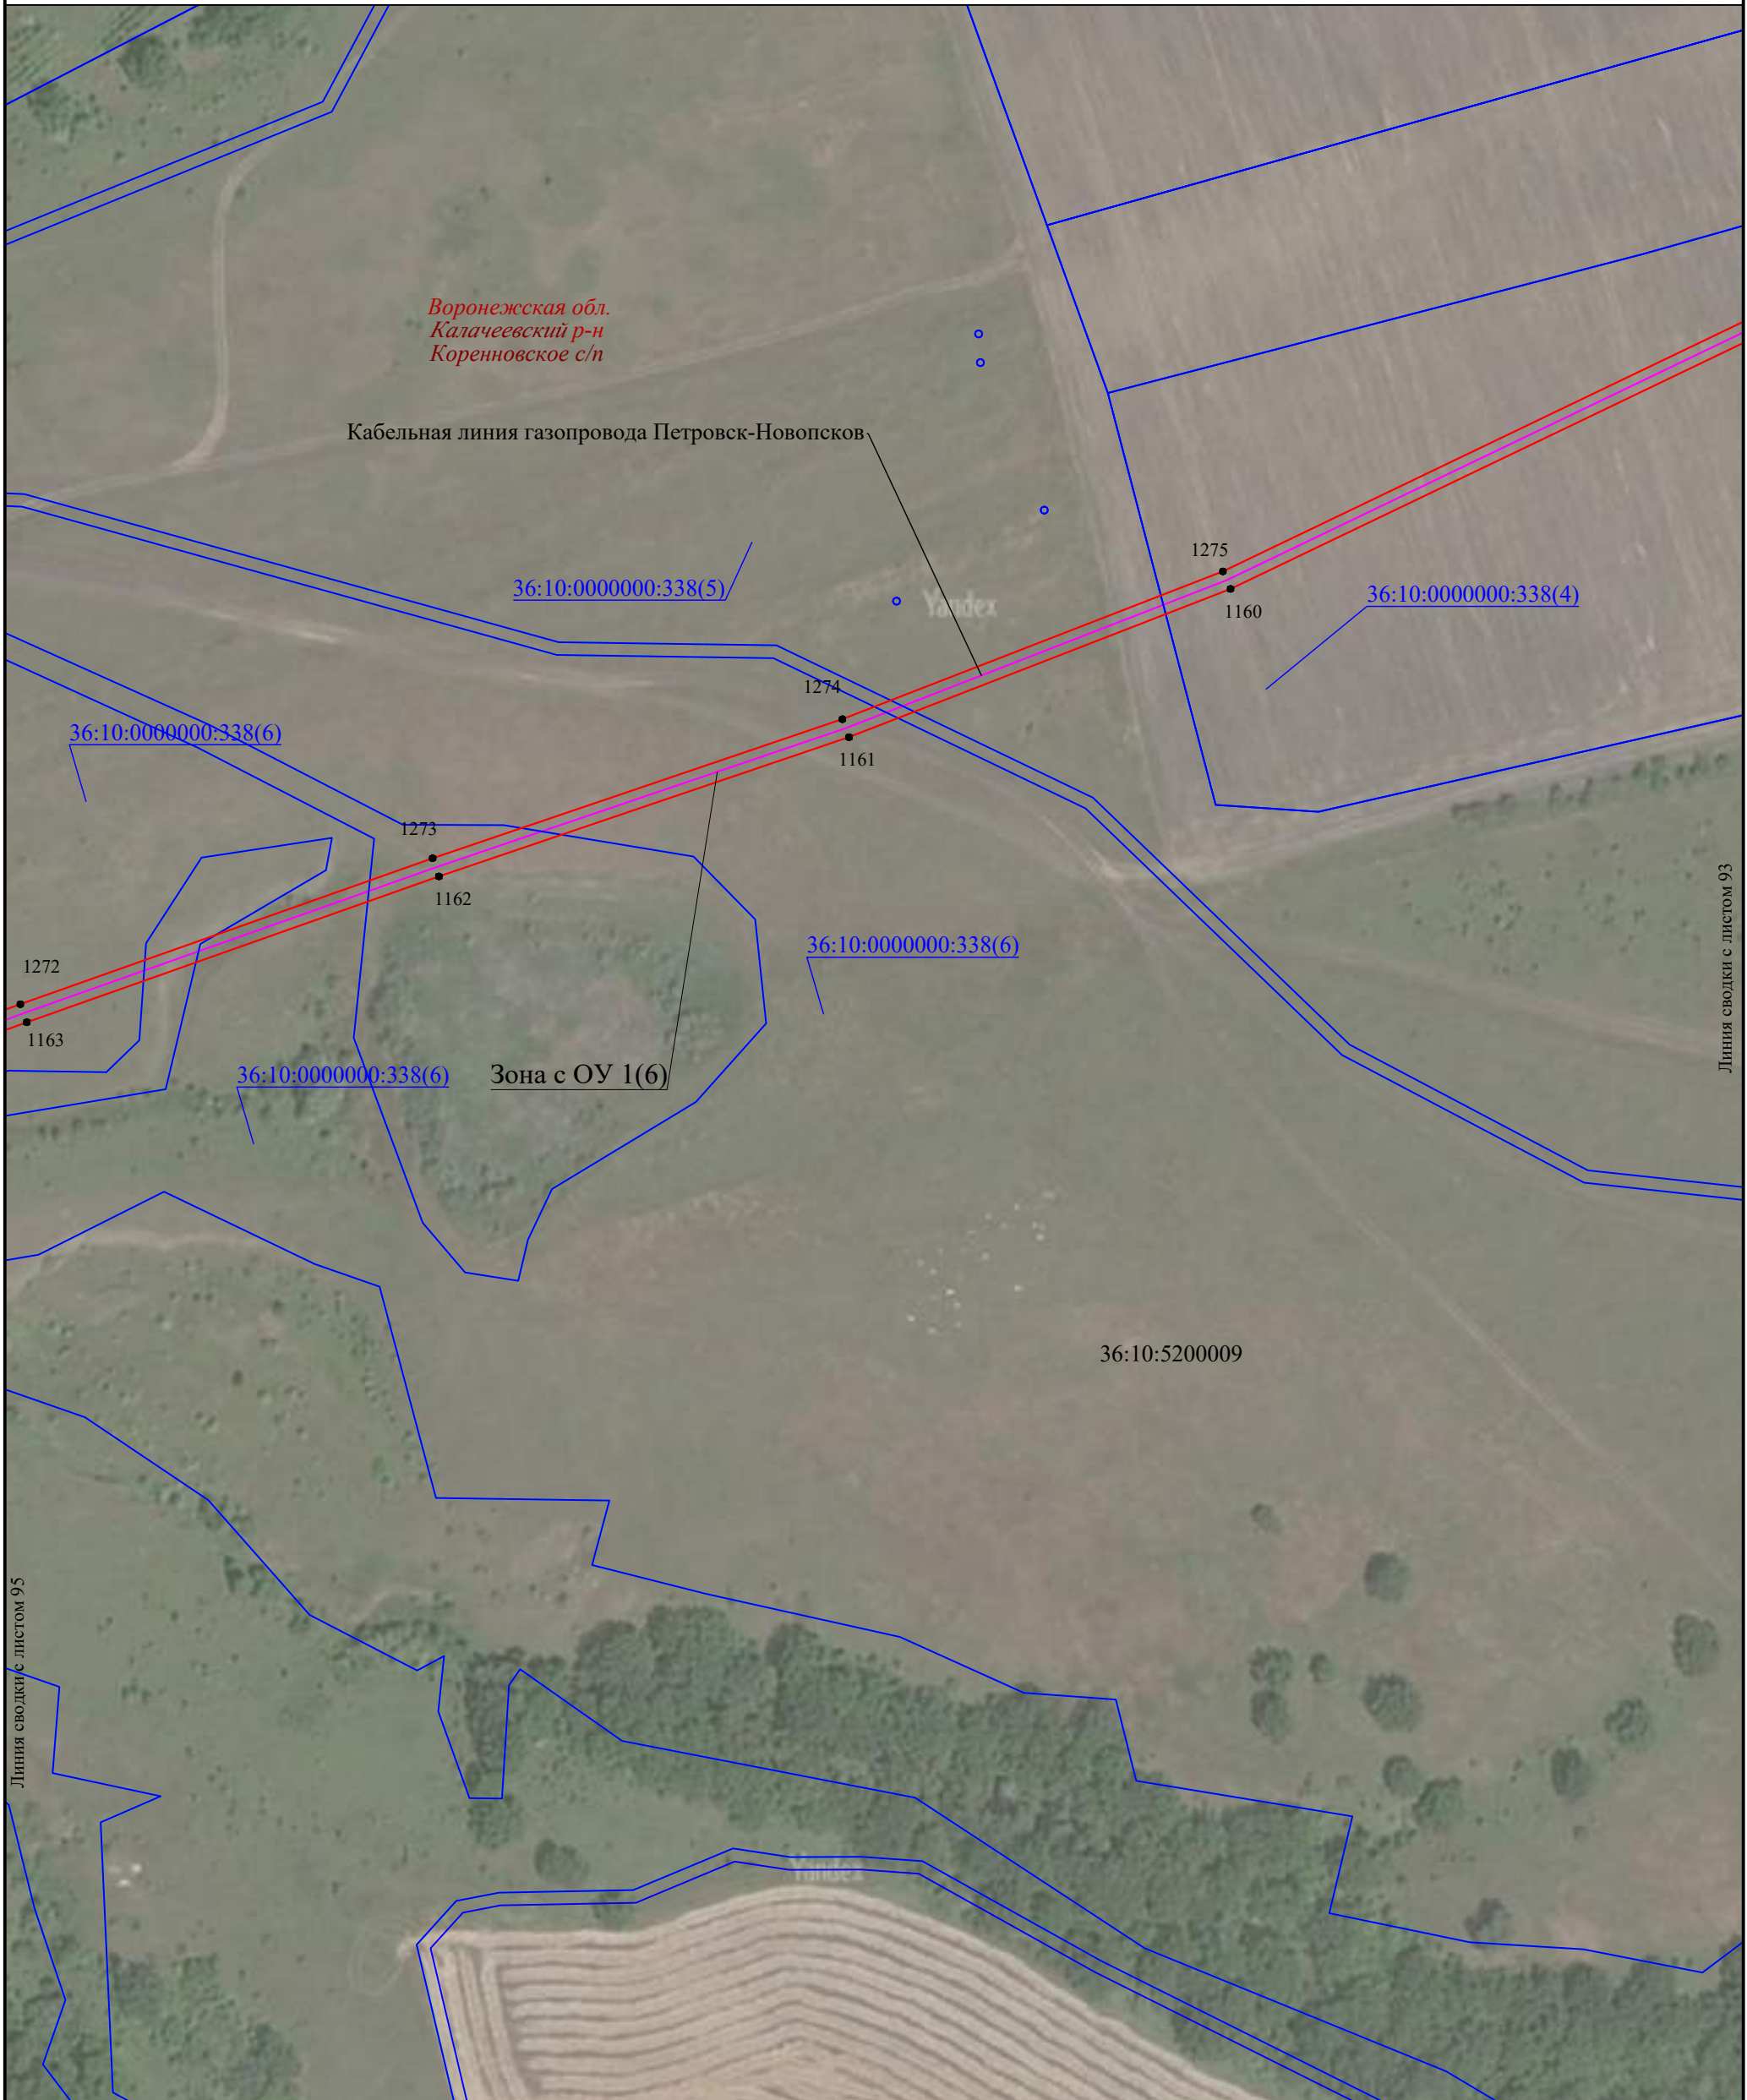 Воронежская обл.
Калачеевский р-н
Коренновское с/п
Кабельная линия газопровода Петровск-Новопсков
1275
36:10:0000000:338(5)
36:10:0000000:338(4)
Yandex
1160
1274
36:10:0000000:338(6)
1161
1273
1162
36:10:0000000:338(6)
Линия сводки с листом 93
1272
1163
36:10:0000000:338(6)
Зона с ОУ 1(6)
36:10:5200009
Линия сводки с листом 95
Yandex